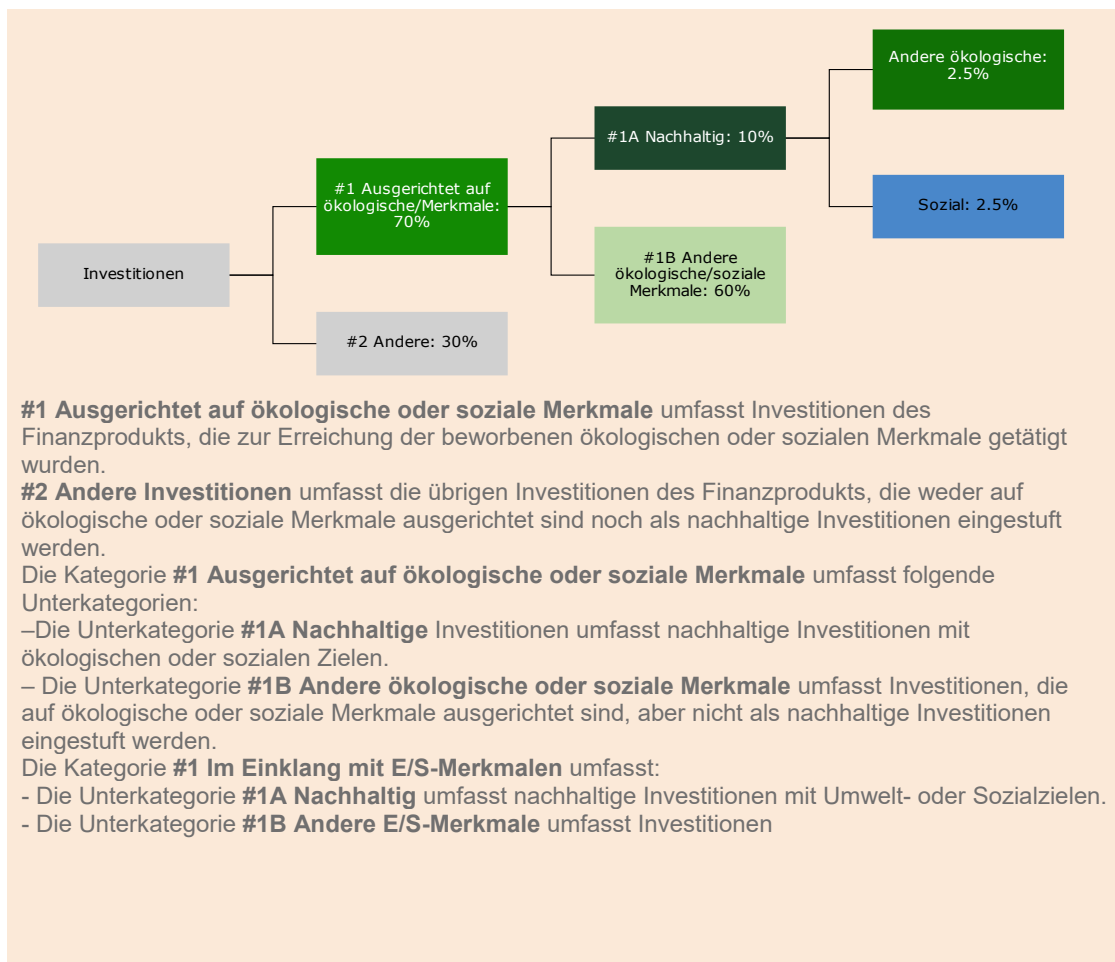 Andere ökologische:
2.5%
#1A Nachhaltig: 10%
#1 Ausgerichtet auf
ökologische/Merkmale:
70%
Sozial: 2.5%
Investitionen
#1B Andere
ökologische/soziale
Merkmale: 60%
#2 Andere: 30%
#1 Ausgerichtet auf ökologische oder soziale Merkmale umfasst Investitionen des
Finanzprodukts, die zur Erreichung der beworbenen ökologischen oder sozialen Merkmale getätigt
wurden.
#2 Andere Investitionen umfasst die übrigen Investitionen des Finanzprodukts, die weder auf
ökologische oder soziale Merkmale ausgerichtet sind noch als nachhaltige Investitionen eingestuft
werden.
Die Kategorie #1 Ausgerichtet auf ökologische oder soziale Merkmale umfasst folgende
Unterkategorien:
–Die Unterkategorie #1A Nachhaltige Investitionen umfasst nachhaltige Investitionen mit
ökologischen oder sozialen Zielen.
– Die Unterkategorie #1B Andere ökologische oder soziale Merkmale umfasst Investitionen, die
auf ökologische oder soziale Merkmale ausgerichtet sind, aber nicht als nachhaltige Investitionen
eingestuft werden.
Die Kategorie #1 Im Einklang mit E/S-Merkmalen umfasst:
- Die Unterkategorie #1A Nachhaltig umfasst nachhaltige Investitionen mit Umwelt- oder Sozialzielen.
- Die Unterkategorie #1B Andere E/S-Merkmale umfasst Investitionen